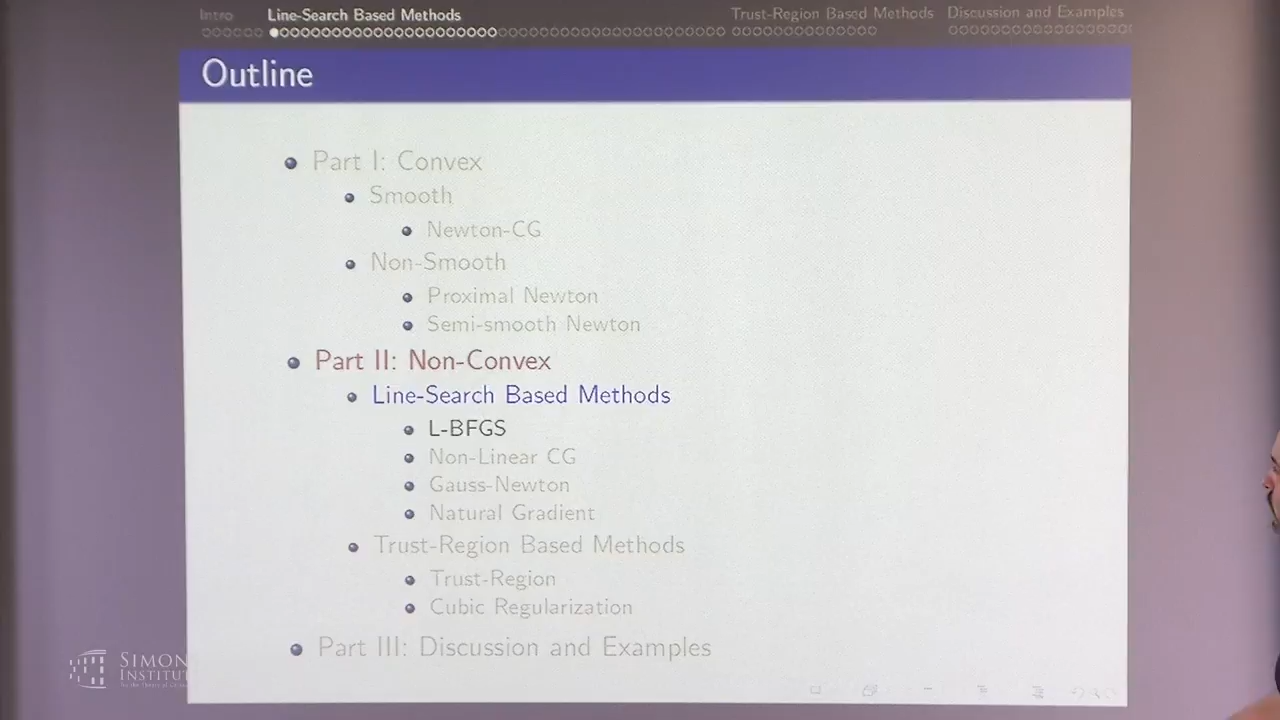 Intro Line-Search Based Methods Trust-Region Based Methods Discussion and Examples
Outline
Part I: Convex
Smooth
Newton-CG
Non-Smooth
Proximal Newton
Semi-smooth Newton
Part II: Non-Convex
Line-Search Based Methods
L-BFGS
Non-Linear CG
Gauss-Newton
Natural Gradient
Trust-Region Based Methods
Trust-Region
Cubic Regularization
Part III: Discussion and Examples
SIMON
INSTITU